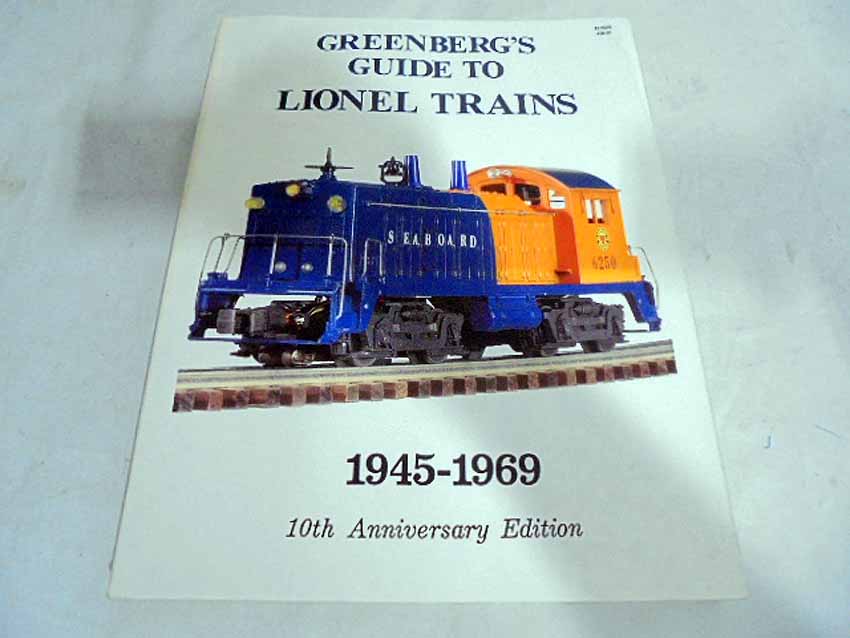 GREENBERG'S
GUIDE TO
LIONEL TRAINS
SEABOARD
6250
1945-1969
10th Anniversary Edition